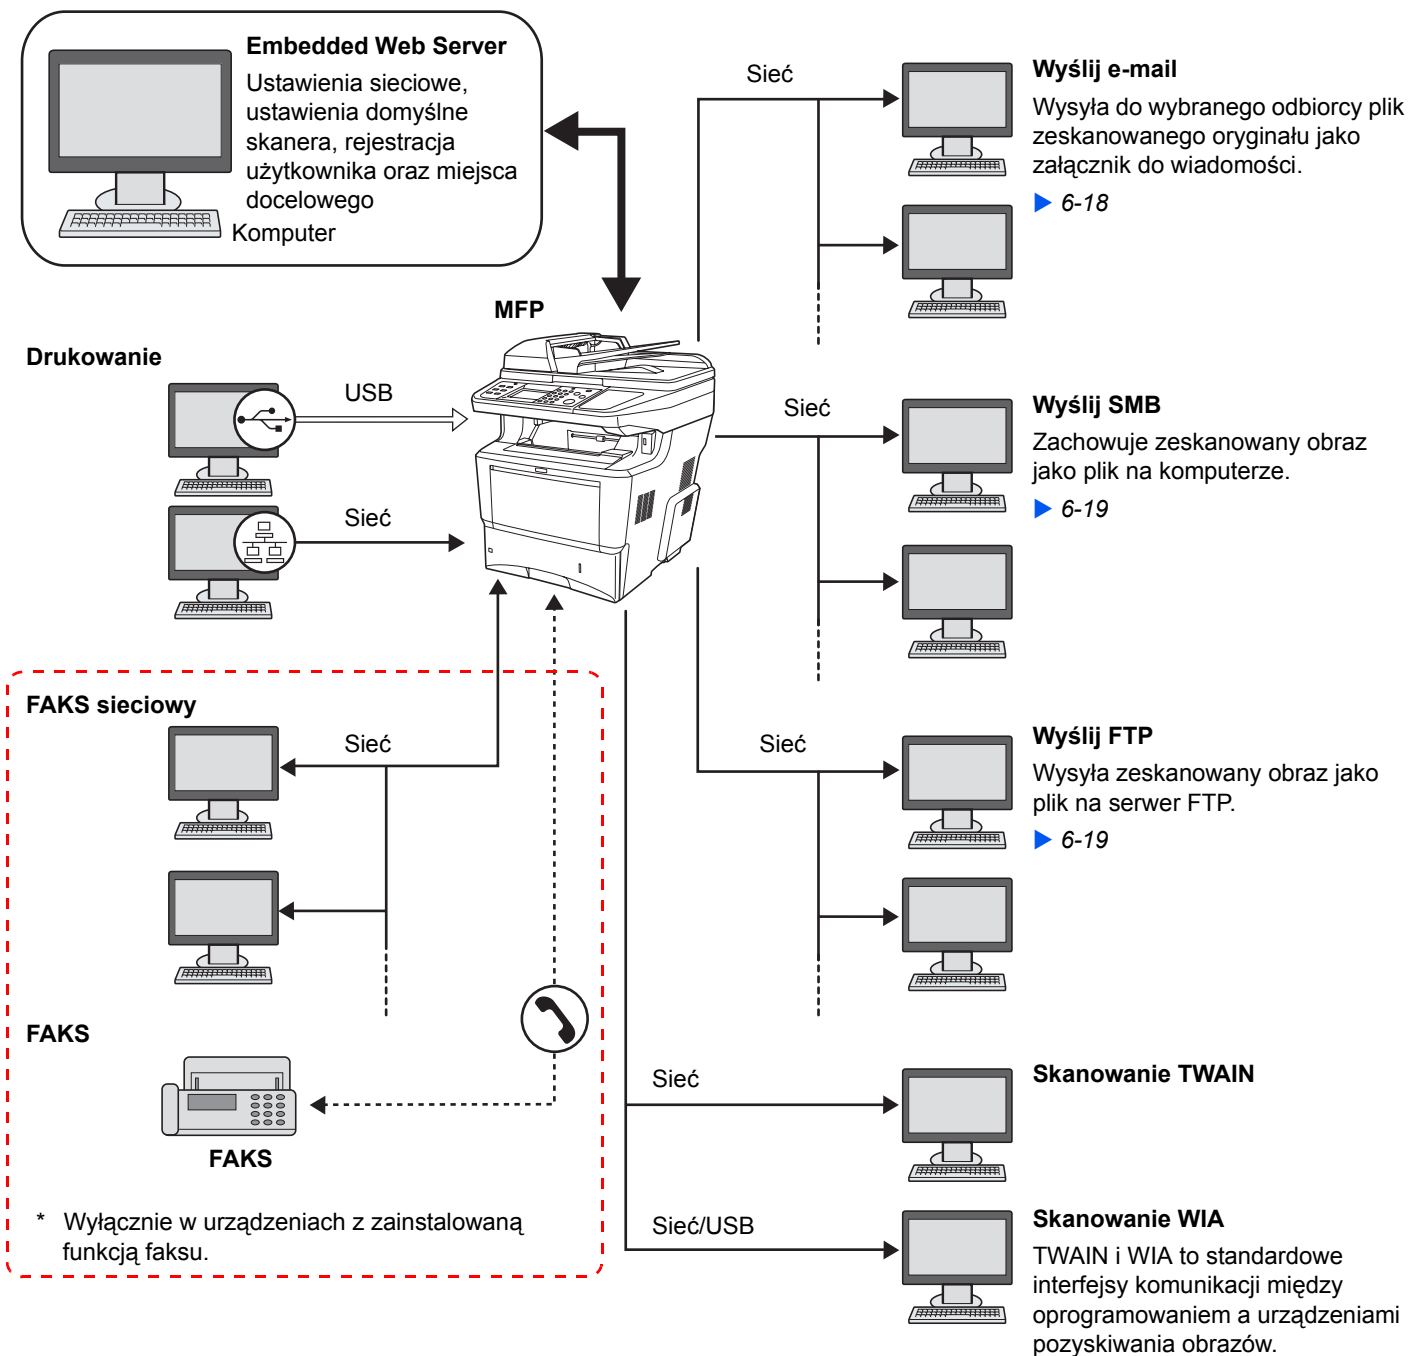 Embedded Web Server
Ustawienia sieciowe,
ustawienia domyślne
skanera, rejestracja
użytkownika oraz miejsca
docelowego
Komputer
MFP
Drukowanie
USB
Sieć
FAKS sieciowy
Sieć
FAKS
FAKS
* Wyłącznie w urządzeniach z zainstalowaną
funkcją faksu.
Sieć
Wyślij e-mail
Wysyła do wybranego odbiorcy plik
zeskanowanego oryginału jako
załącznik do wiadomości.
6-18
Sieć
Wyślij SMB
Zachowuje zeskanowany obraz
jako plik na komputerze.
6-19
Sieć
Wyślij FTP
Wysyła zeskanowany obraz jako
plik na serwer FTP.
6-19
Sieć
Skanowanie TWAIN
Sieć/USB
Skanowanie WIA
TWAIN i WIA to standardowe
interfejsy komunikacji między
oprogramowaniem a urządzeniami
pozyskiwania obrazów.